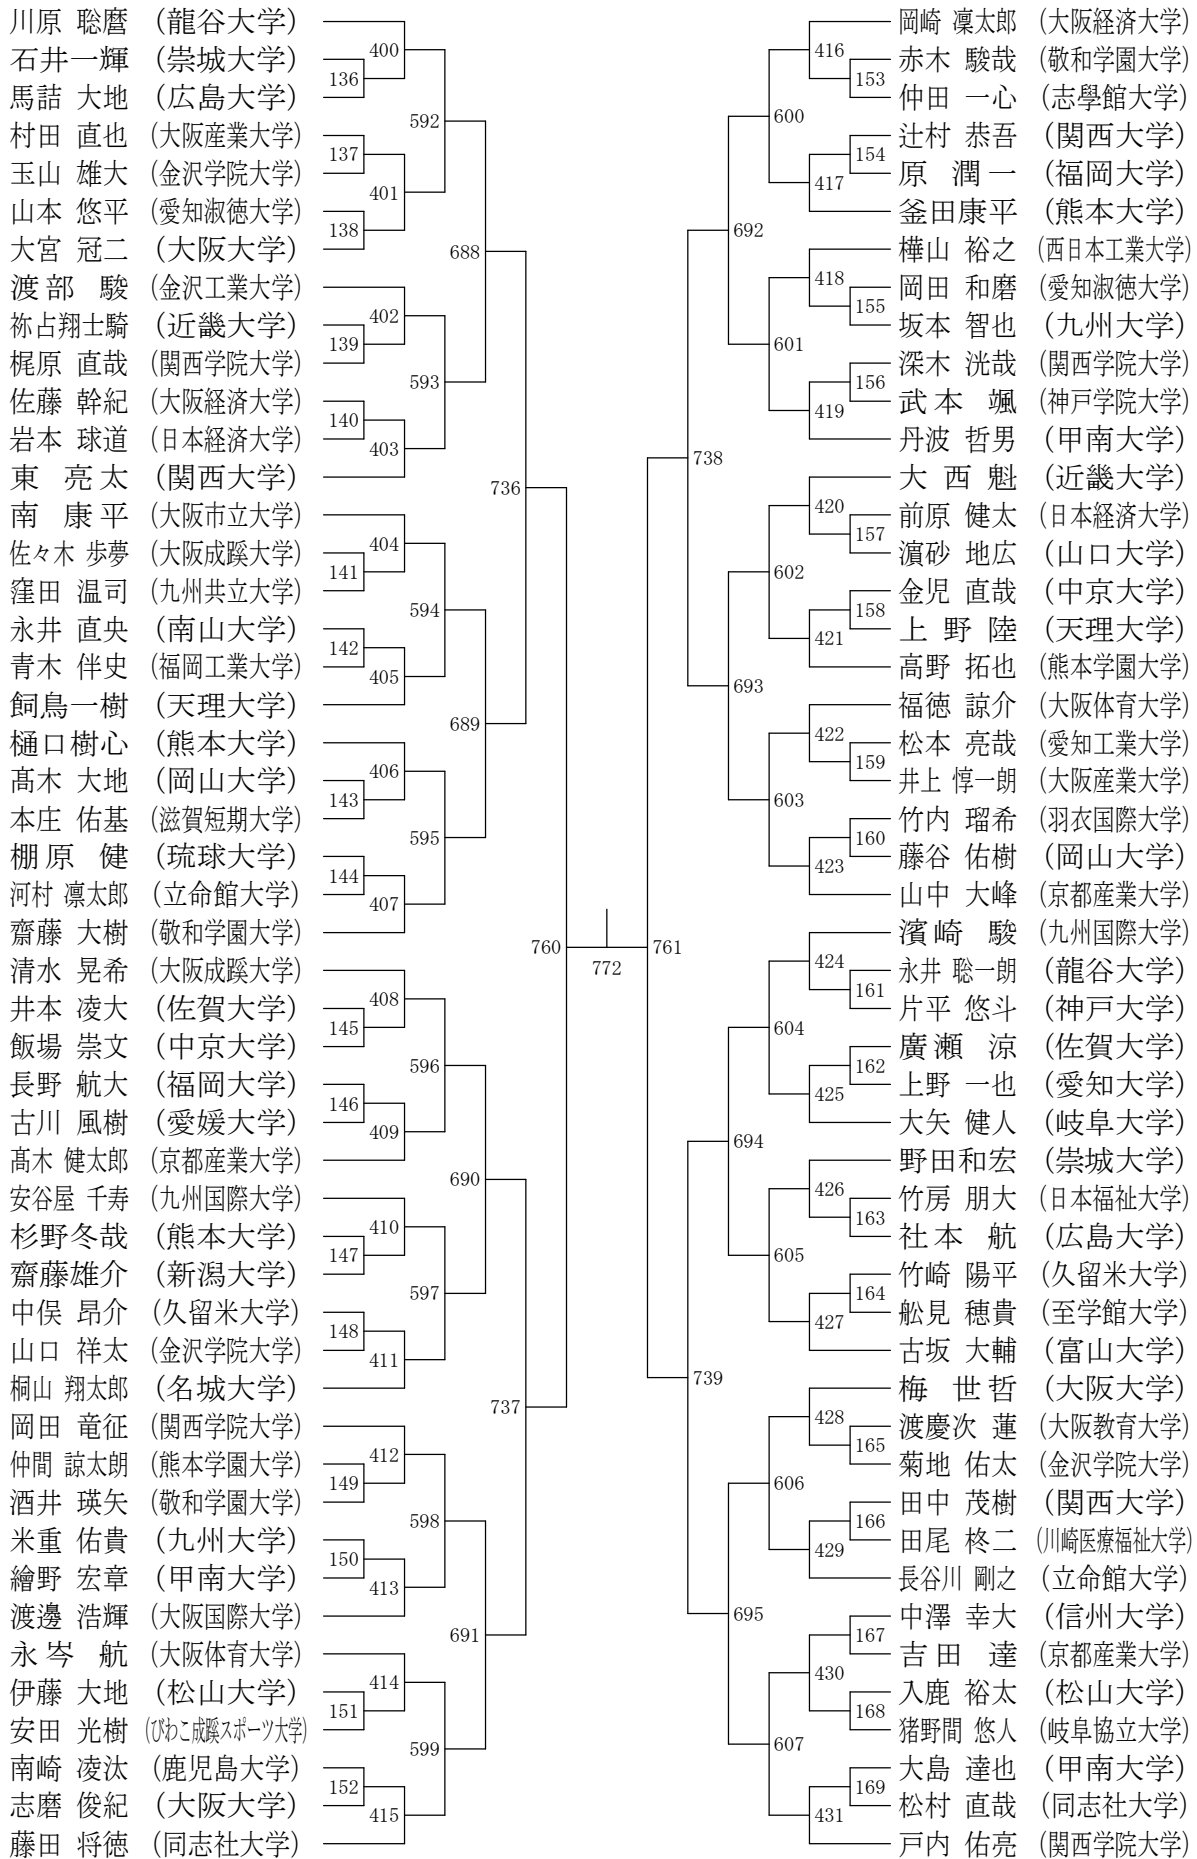 川原 聡麿 (龍谷大学)
石井一輝 (崇城大学)
馬詰 大地 (広島大学)
村田 直也 (大阪産業大学)
玉山 雄大 (金沢学院大学)
山本 悠平 (愛知淑徳大学)
大宮 冠二 (大阪大学)
渡部 駿 (金沢工業大学)
祢占翔士騎 (近畿大学)
梶原 直哉 (関西学院大学)
佐藤 幹紀 (大阪経済大学)
岩本 球道 (日本経済大学)
東 亮太 (関西大学)
南 康平 (大阪市立大学)
佐々木 歩夢 (大阪成蹊大学)
窪田 温司 (九州共立大学)
永井 直央 (南山大学)
青木 伴史 (福岡工業大学)
飼鳥一樹 (天理大学)
樋口樹心 (熊本大学)
髙木 大地 (岡山大学)
本庄 佑基 (滋賀短期大学)
棚原 健 (琉球大学)
河村 凛太郎 (立命館大学)
齋藤 大樹 (敬和学園大学)
清水 晃希 (大阪成蹊大学)
井本 凌大 (佐賀大学)
飯場 崇文 (中京大学)
長野 航大 (福岡大学)
古川 風樹 (愛媛大学)
髙木 健太郎 (京都産業大学)
安谷屋 千寿 (九州国際大学)
杉野冬哉 (熊本大学)
齋藤雄介 (新潟大学)
中俣 昂介 (久留米大学)
山口 祥太 (金沢学院大学)
桐山 翔太郎 (名城大学)
岡田 竜征 (関西学院大学)
仲間 諒太朗 (熊本学園大学)
酒井 瑛矢 (敬和学園大学)
米重 佑貴 (九州大学)
繪野 宏章 (甲南大学)
渡邊 浩輝 (大阪国際大学)
永岑 航 (大阪体育大学)
伊藤 大地 (松山大学)
安田 光樹 (びわこ成蹊スポーツ大学)
南崎 凌汰 (鹿児島大学)
志磨 俊紀 (大阪大学)
藤田 将徳 (同志社大学)
136
137
138
139
140
141
142
143
144
145
146
147
148
149
150
151
152
400
401
402
403
404
405
406
407
408
409
410
411
412
413
414
415
592
593
594
595
596
597
598
599
688
689
690
691
736
737
760
772
761
738
739
692
693
694
695
600
601
602
603
604
605
606
607
416
417
418
419
420
421
422
423
424
425
426
427
428
429
430
431
153
154
155
156
157
158
159
160
161
162
163
164
165
166
167
168
169
岡崎 凜太郎 (大阪経済大学)
赤木 駿哉 (敬和学園大学)
仲田 一心 (志學館大学)
辻村 恭吾 (関西大学)
原 潤一 (福岡大学)
釜田康平 (熊本大学)
樺山 裕之 (西日本工業大学)
岡田 和磨 (愛知淑徳大学)
坂本 智也 (九州大学)
深木 洸哉 (関西学院大学)
武本 颯 (神戸学院大学)
丹波 哲男 (甲南大学)
大西魁 (近畿大学)
前原 健太 (日本経済大学)
濵砂 地広 (山口大学)
金児 直哉 (中京大学)
上野陸 (天理大学)
高野 拓也 (熊本学園大学)
福徳 諒介 (大阪体育大学)
松本 亮哉 (愛知工業大学)
井上 惇一朗 (大阪産業大学)
竹内 瑠希 (羽衣国際大学)
藤谷 佑樹 (岡山大学)
山中 大峰 (京都産業大学)
濱崎 駿 (九州国際大学)
永井 聡一朗 (龍谷大学)
片平 悠斗 (神戸大学)
廣瀬 涼 (佐賀大学)
上野 一也 (愛知大学)
大矢 健人 (岐阜大学)
野田和宏 (崇城大学)
竹房 朋大 (日本福祉大学)
社本 航 (広島大学)
竹崎 陽平 (久留米大学)
舩見 穂貴 (至学館大学)
古坂 大輔 (富山大学)
梅 世哲 (大阪大学)
渡慶次 蓮 (大阪教育大学)
菊地 佑太 (金沢学院大学)
田中 茂樹 (関西大学)
田尾 柊二 (川崎医療福祉大学)
長谷川 剛之 (立命館大学)
中澤 幸大 (信州大学)
吉田 達 (京都産業大学)
入鹿 裕太 (松山大学)
猪野間 悠人 (岐阜協立大学)
大島 達也 (甲南大学)
松村 直哉 (同志社大学)
戸内 佑亮 (関西学院大学)